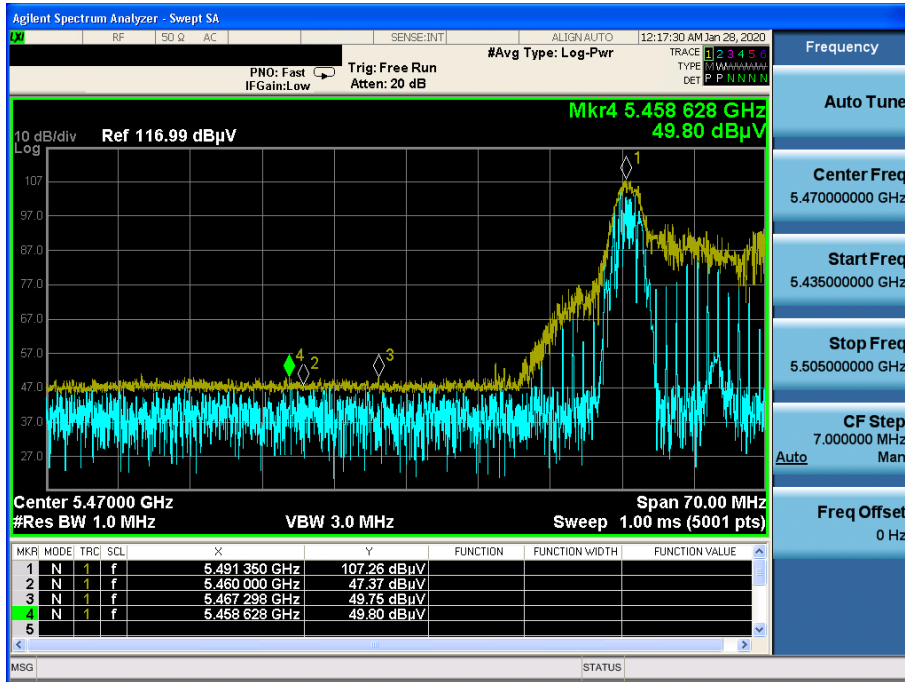 Agilent Spectrum Analyzer - Swept SA
LXI RF 50 Ω AC SENSE:INT ALIGN AUTO 12:17:30 AM Jan 28, 2020
#Avg Type: Log-Pwr TRACE 1 2 3 4 5 6
PNO: Fast Trig: Free Run TYPE M W W W W W
IFGain:Low Atten: 20 dB DET P P N N N N
Frequency
Mkr4 5.458 628 GHz
49.80 dBµV
10 dB/div Ref 116.99 dBµV
Log
107
97.0
87.0
77.0
67.0
57.0
47.0
37.0
27.0
1
4
2
3
Center 5.47000 GHz Span 70.00 MHz
#Res BW 1.0 MHz VBW 3.0 MHz Sweep 1.00 ms (5001 pts)
MKR MODE TRC SCL X Y FUNCTION FUNCTION WIDTH FUNCTION VALUE
1 N 1 f 5.491 350 GHz 107.26 dBµV
2 N 1 f 5.460 000 GHz 47.37 dBµV
3 N 1 f 5.467 298 GHz 49.75 dBµV
4 N 1 f 5.458 628 GHz 49.80 dBµV
5
MSG STATUS
Auto Tune
Center Freq
5.470000000 GHz
Start Freq
5.435000000 GHz
Stop Freq
5.505000000 GHz
CF Step
7.000000 MHz
Auto Man
Freq Offset
0 Hz